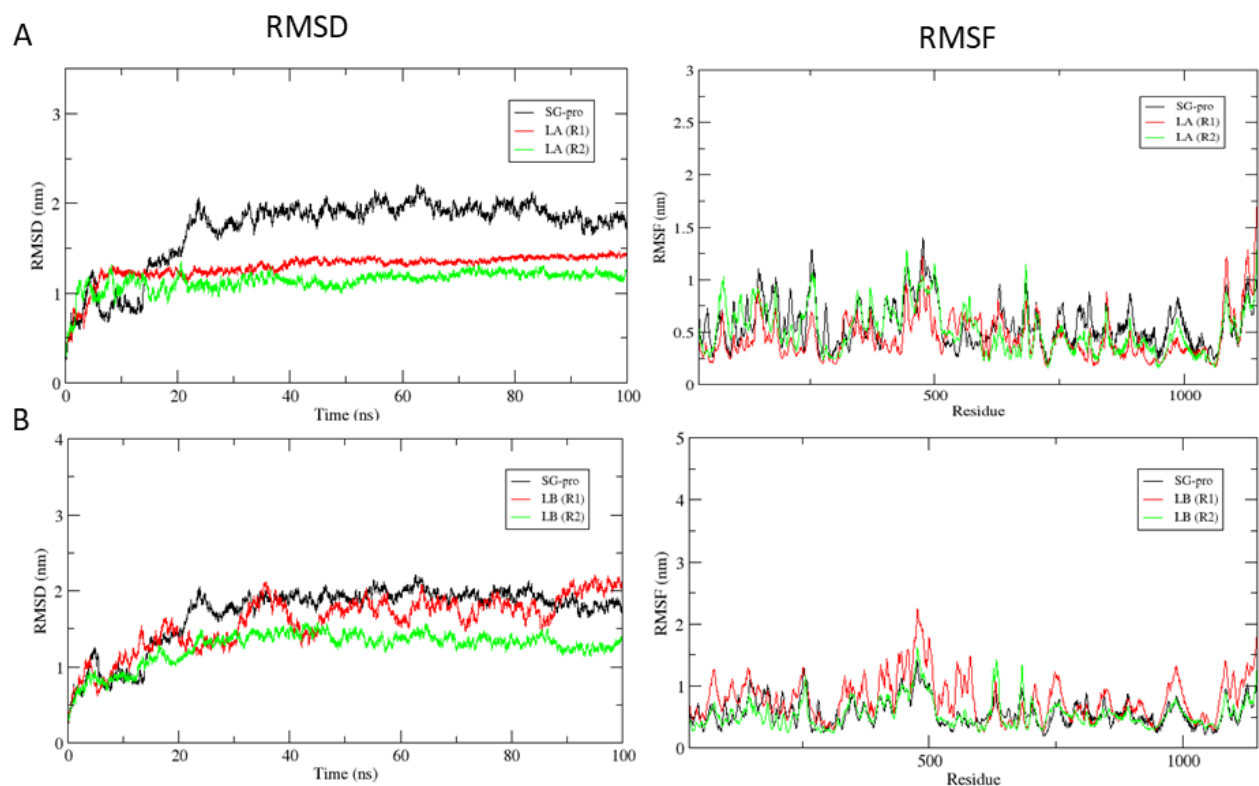 A
RMSD
RMSF
RMSD (nm)
3
2
1
0
SG-pro
LA (R1)
LA (R2)
0 20 40 60 80 100
Time (ns)
RMSF (nm)
3
2.5
2
1.5
1
0.5
0
SG-pro
LA (R1)
LA (R2)
500 1000
Residue
B
RMSD (nm)
4
3
2
1
0
SG-pro
LB (R1)
LB (R2)
0 20 40 60 80 100
Time (ns)
RMSF (nm)
5
4
3
2
1
0
SG-pro
LB (R1)
LB (R2)
500 1000
Residue